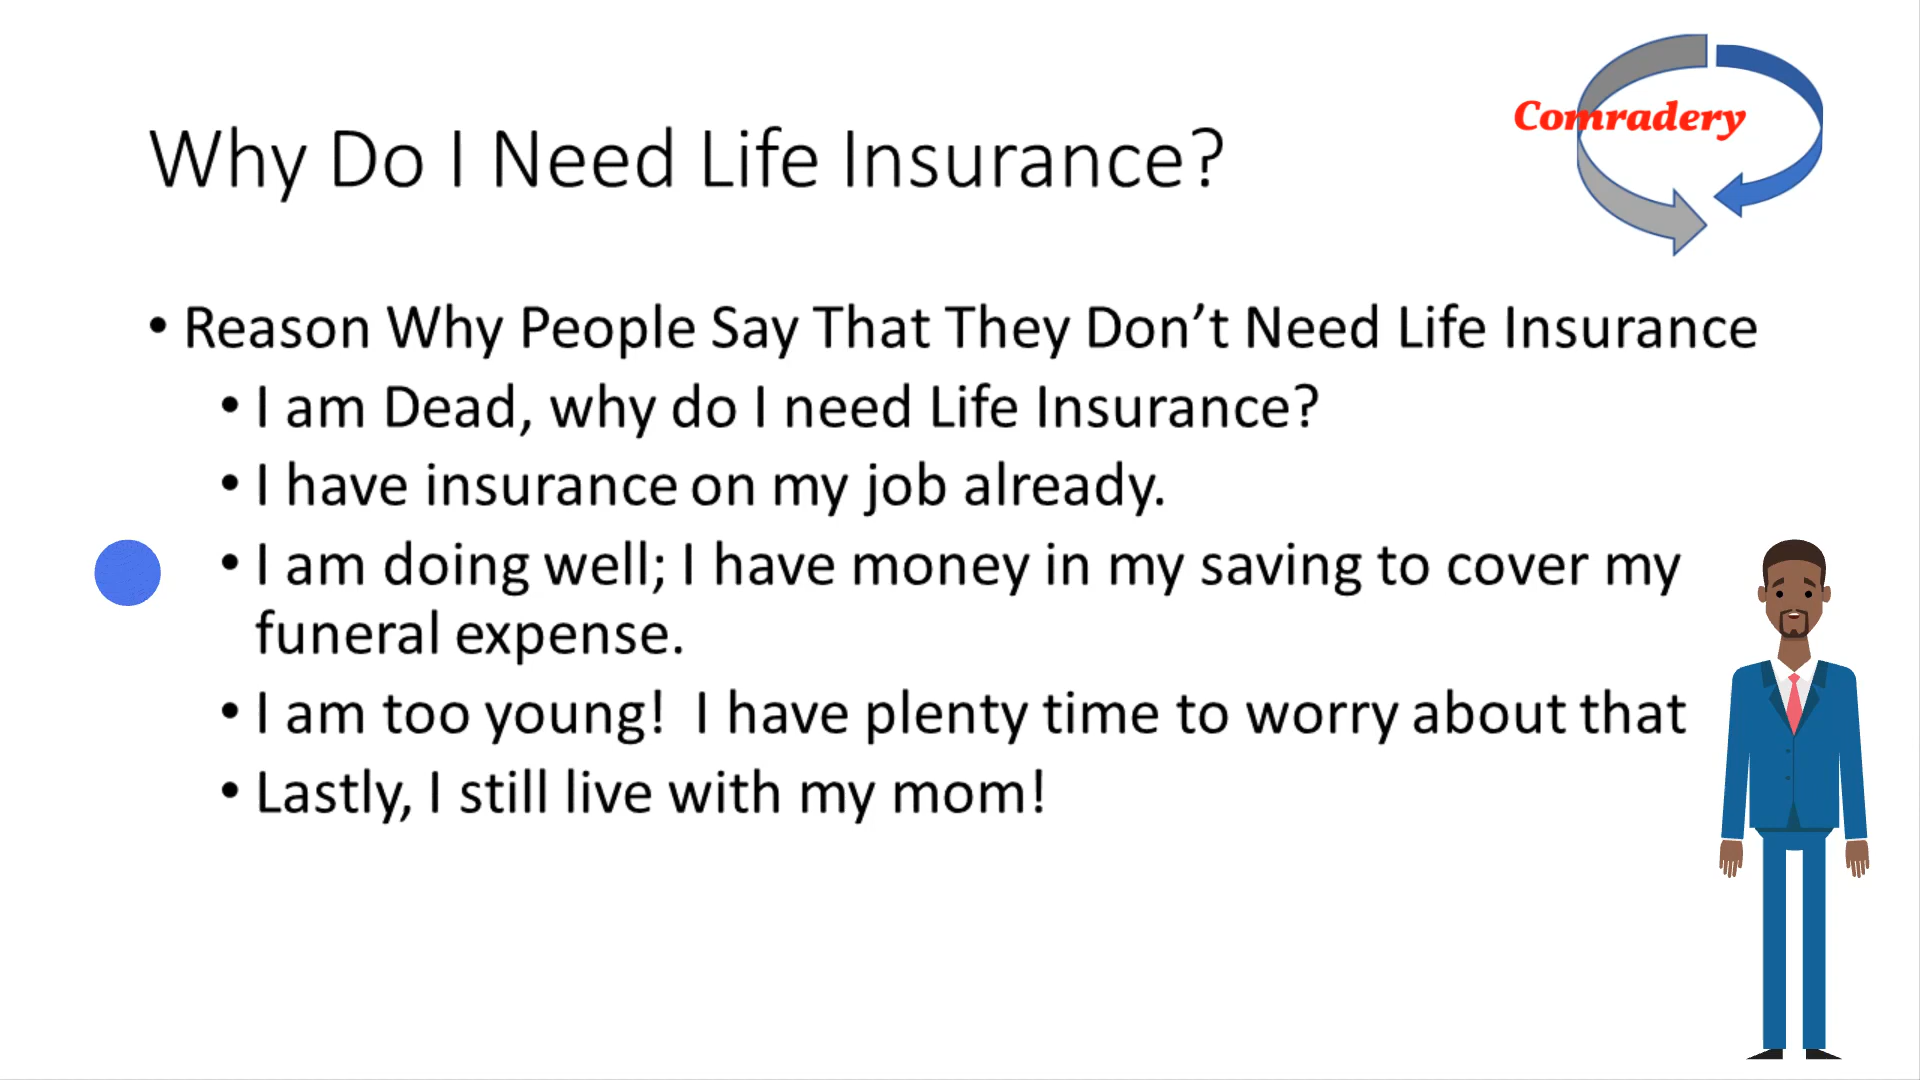 Comradery
Why Do I Need Life Insurance?
• Reason Why People Say That They Don’t Need Life Insurance
• I am Dead, why do I need Life Insurance?
• I have insurance on my job already.
• I am doing well; I have money in my saving to cover my
funeral expense.
• I am too young!  I have plenty time to worry about that
• Lastly, I still live with my mom!